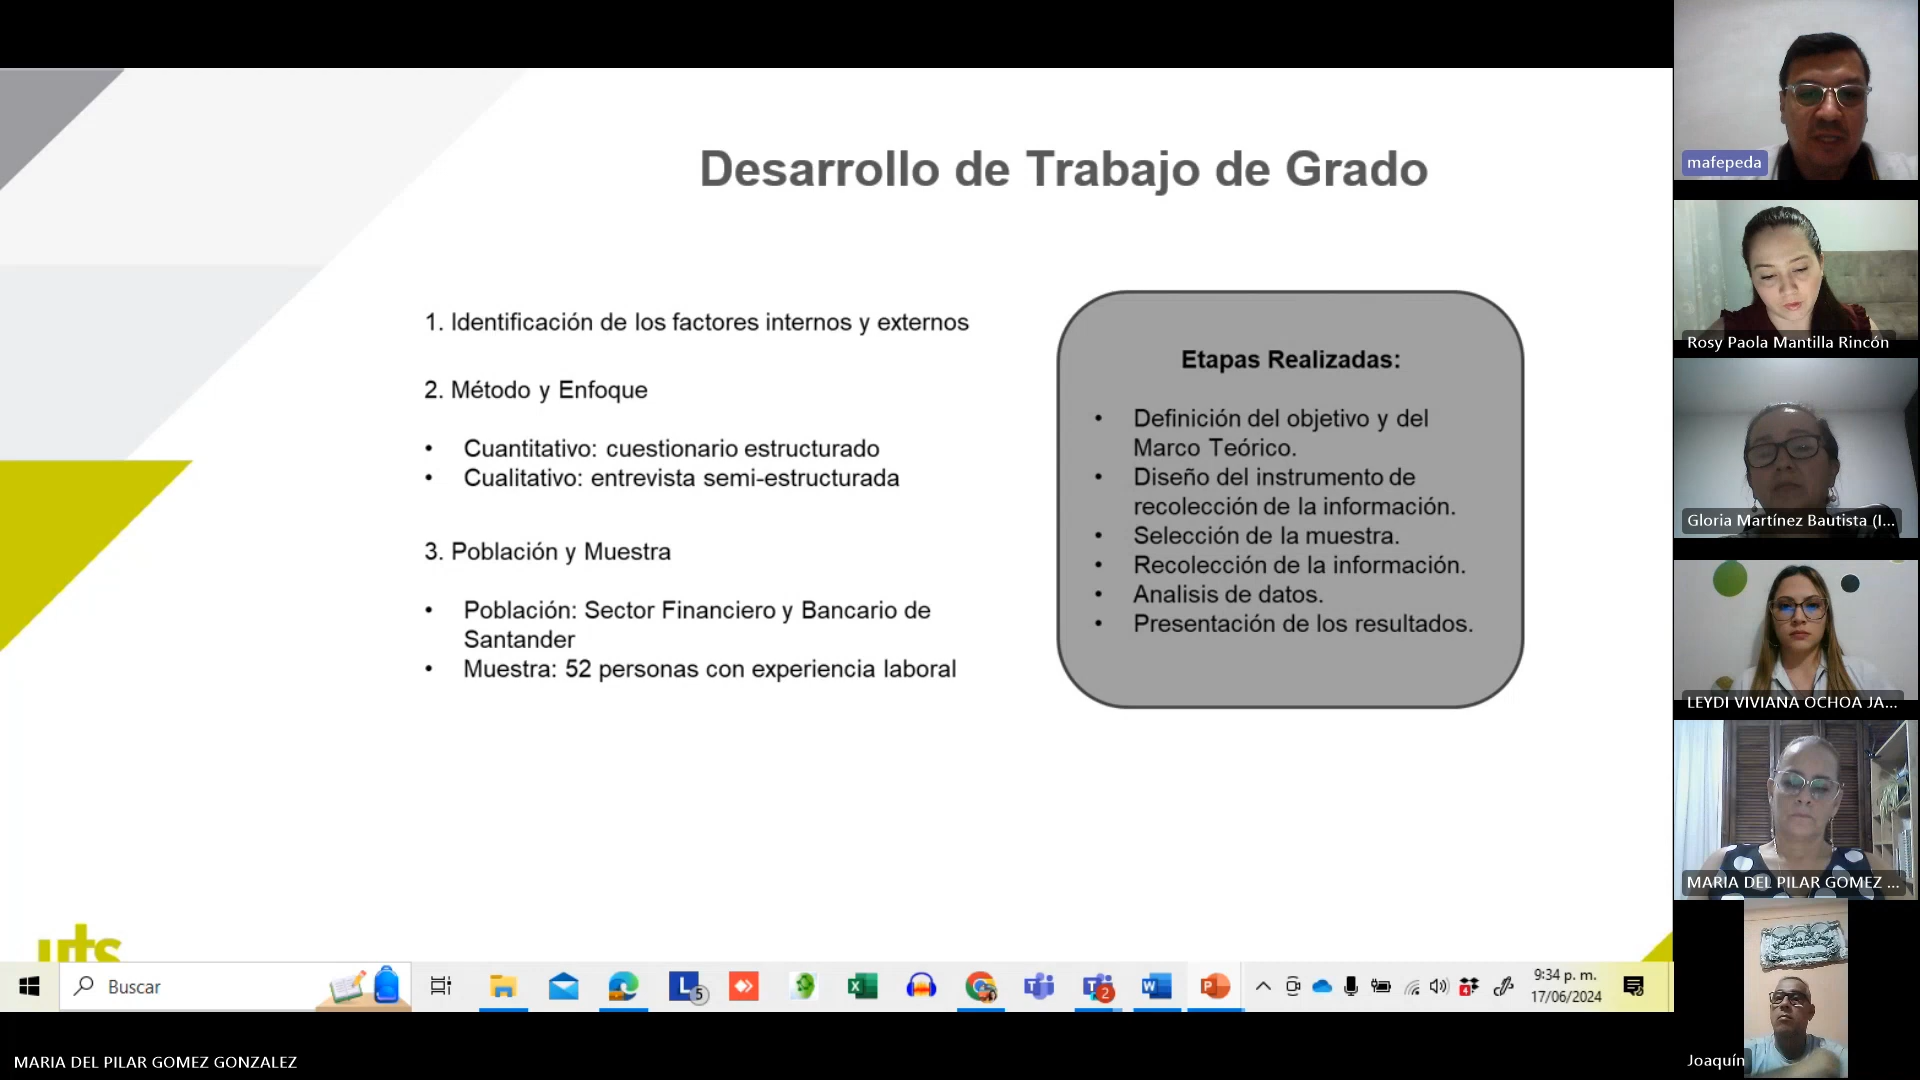 Desarrollo de Trabajo de Grado
1. Identificación de los factores internos y externos
2. Método y Enfoque
• Cuantitativo: cuestionario estructurado
• Cualitativo: entrevista semi-estructurada
3. Población y Muestra
• Población: Sector Financiero y Bancario de
Santander
• Muestra: 52 personas con experiencia laboral
Etapas Realizadas:
• Definición del objetivo y del
Marco Teórico.
• Diseño del instrumento de
recolección de la información.
• Selección de la muestra.
• Recolección de la información.
• Analisis de datos.
• Presentación de los resultados.
uts
Buscar
5
2
4
9:34 p. m.
17/06/2024
mafepeda
Rosy Paola Mantilla Rincón
Gloria Martínez Bautista (I...
LEYDI VIVIANA OCHOA JA...
MARIA DEL PILAR GOMEZ ...
Joaquín
MARIA DEL PILAR GOMEZ GONZALEZ